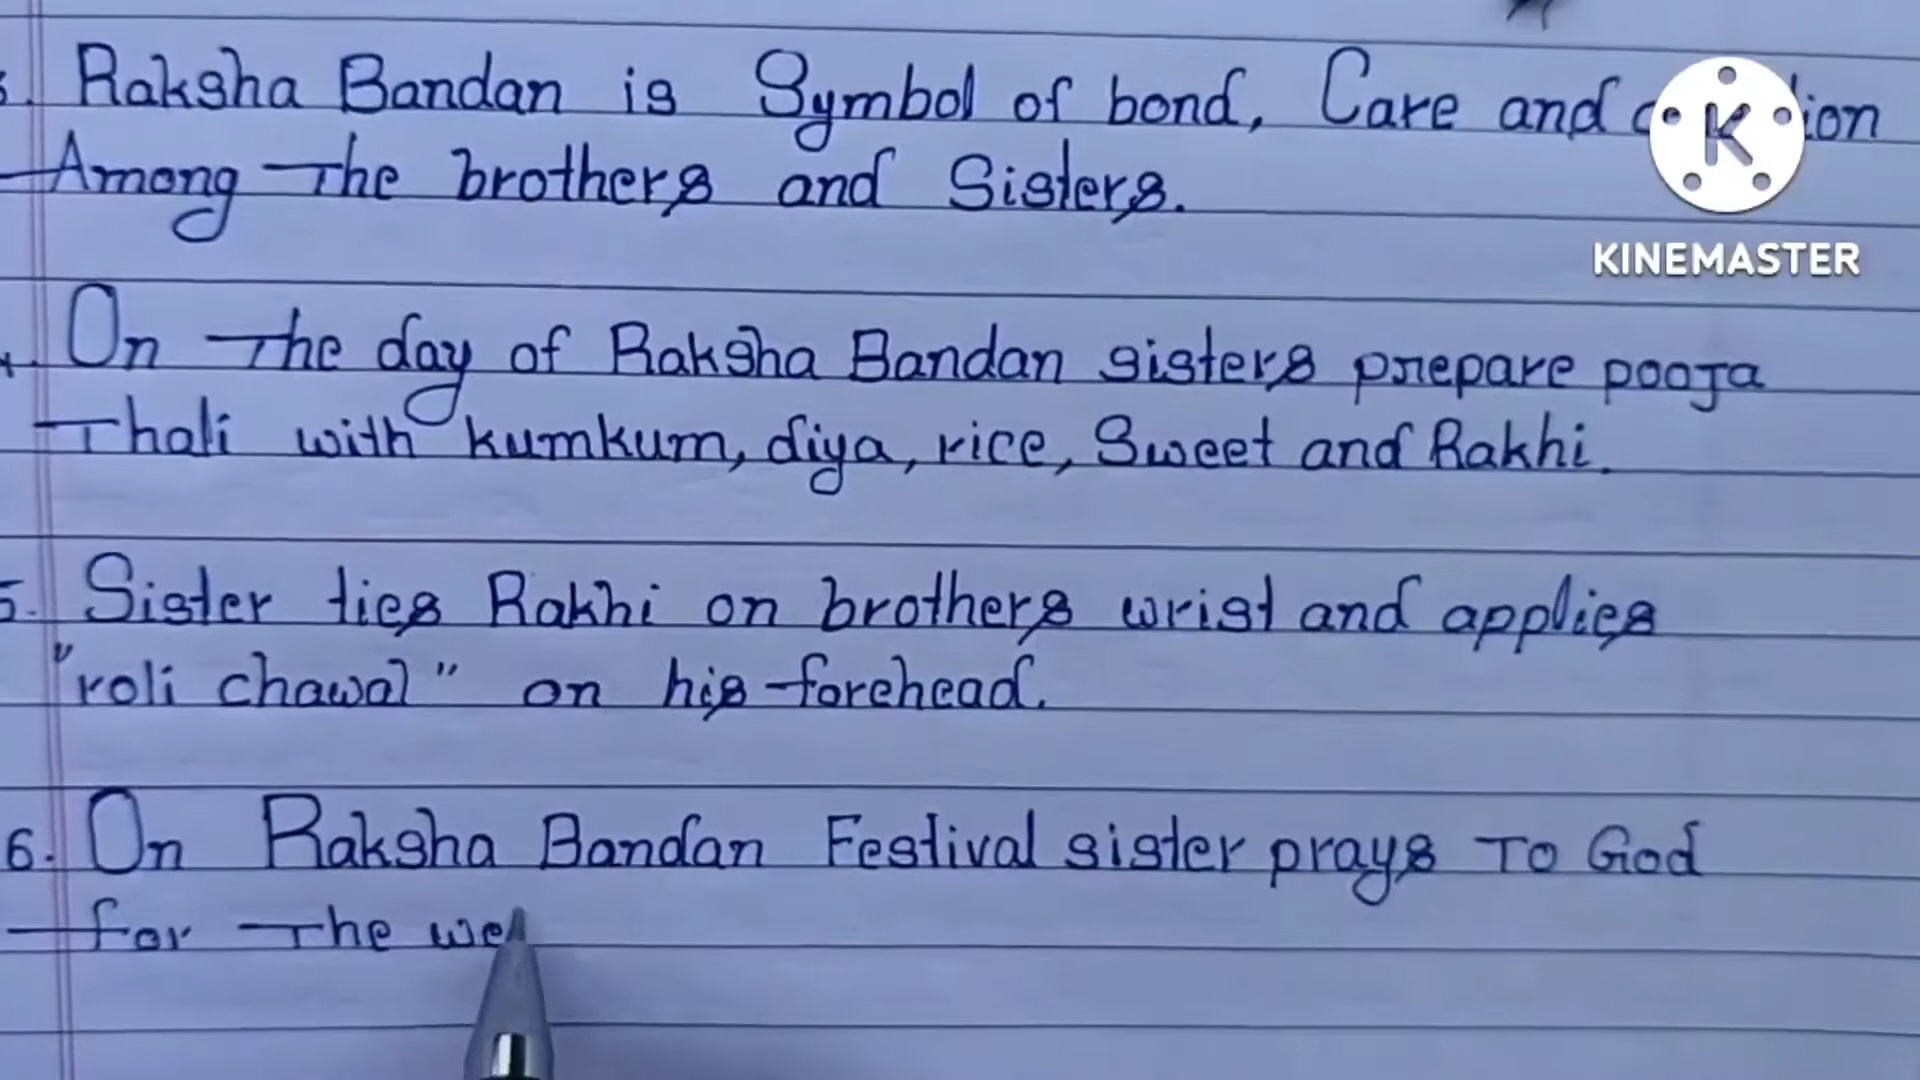 Raksha Bandan is Symbol of bond, Care and
Among The brothers and Sisters.
On The day of Raksha Bandan sisters prepare pooja
Thali with kumkum, diya, rice, Sweet and Rakhi.
5. Sister ties Rakhi on brothers wrist and applies
"roli chawal" on his forehead.
6. On Raksha Bandan Festival sister prays To God
for The
K
KINEMASTER